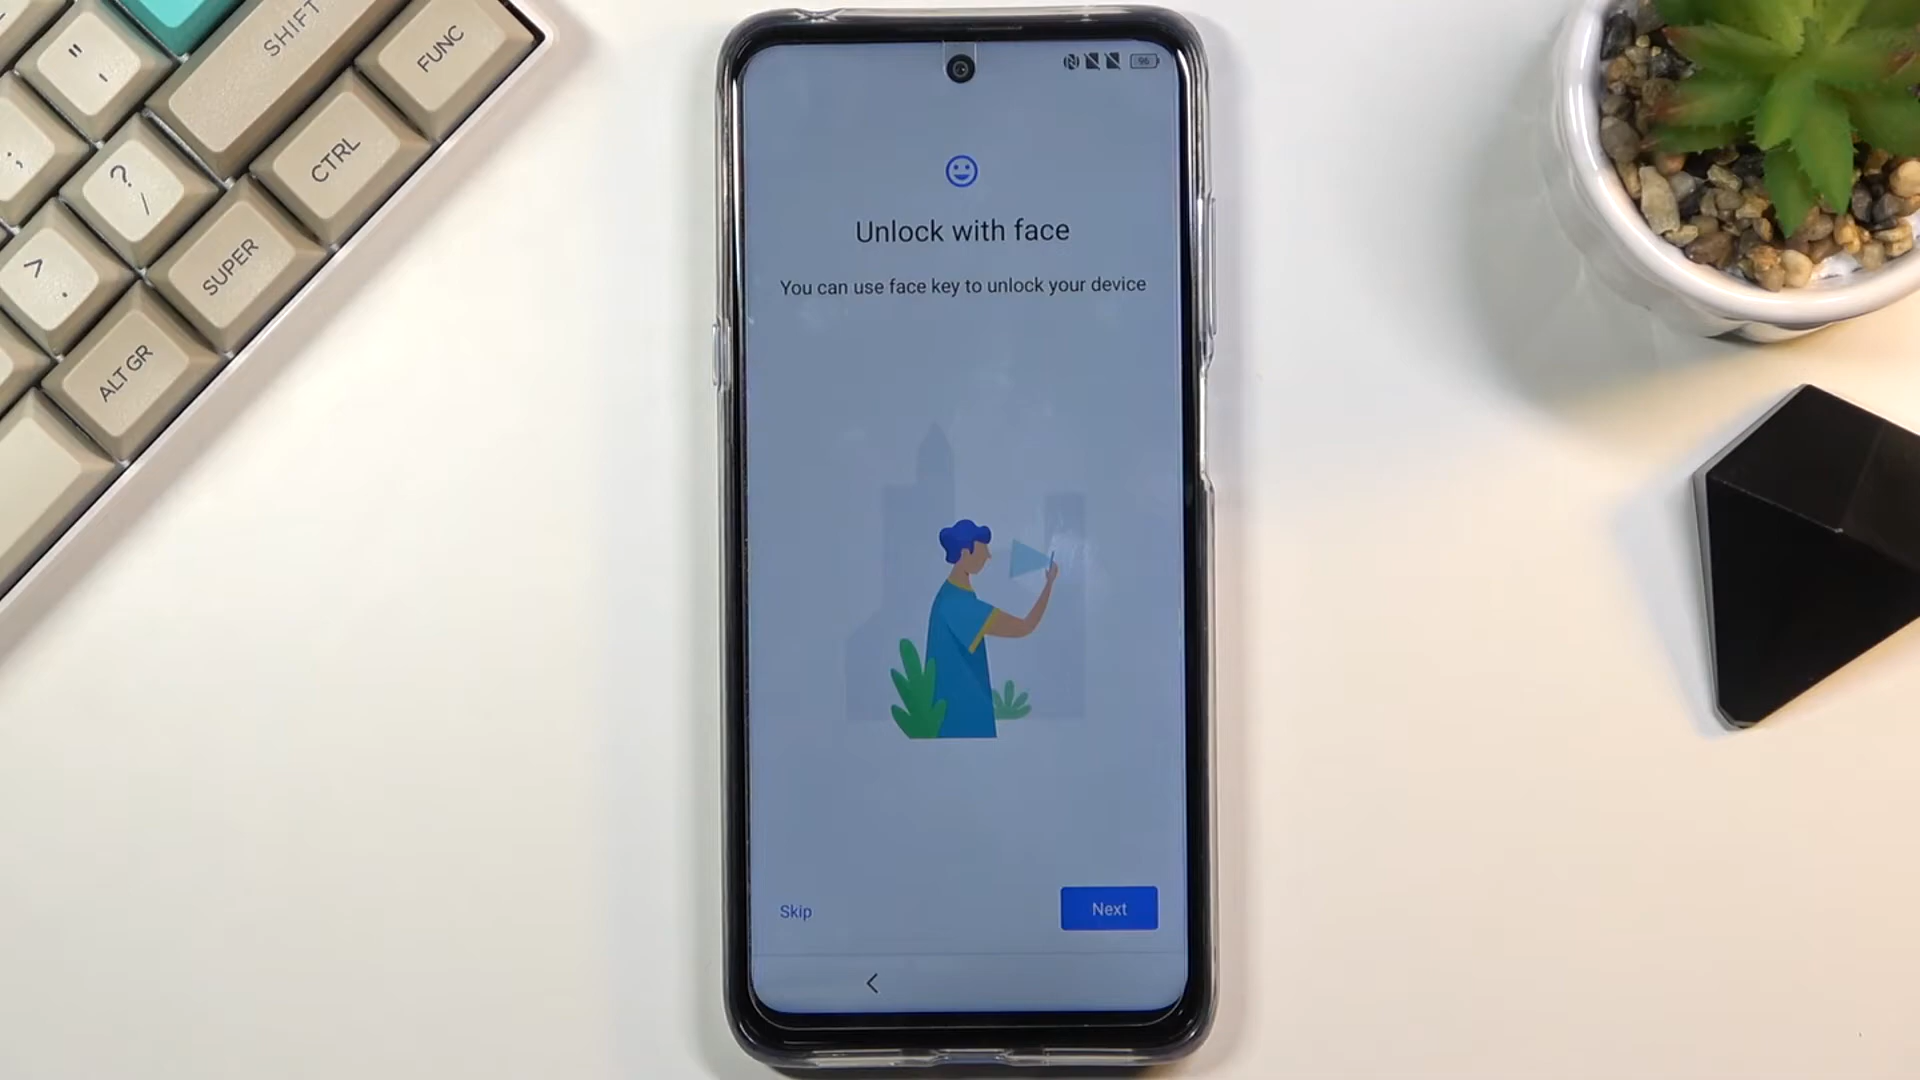 " '
SHIFT
FUNC
;
:
? /
CTRL
> .
SUPER
ALT GR
96
Unlock with face
You can use face key to unlock your device
Skip
Next